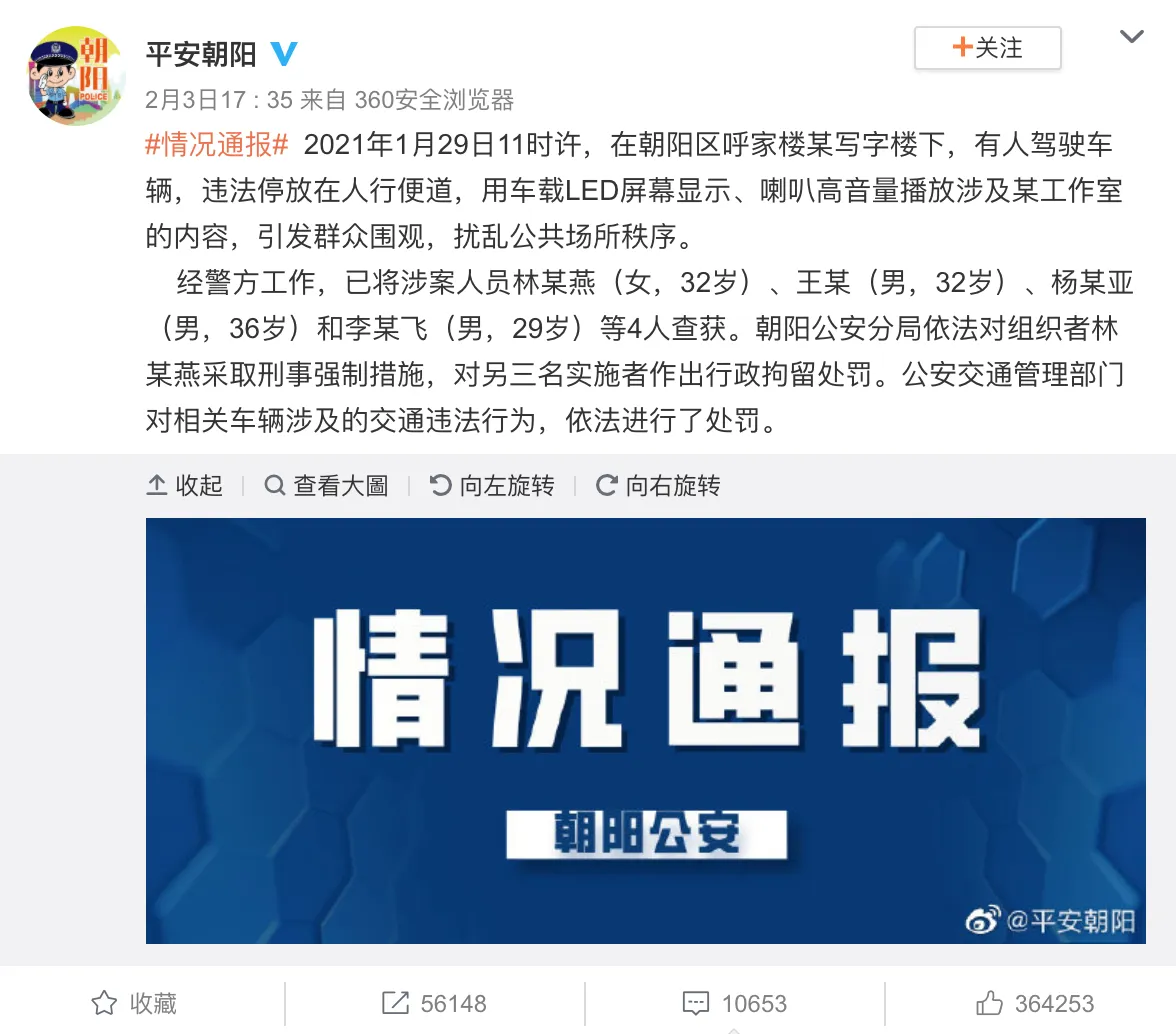 朝
阳
POLICE
平安朝阳
+关注
2月3日17 : 35 来自 360安全浏览器
#情况通报# 2021年1月29日11时许，在朝阳区呼家楼某写字楼下，有人驾驶车
辆，违法停放在人行便道，用车载LED屏幕显示、喇叭高音量播放涉及某工作室
的内容，引发群众围观，扰乱公共场所秩序。
经警方工作，已将涉案人员林某燕（女，32岁）、王某（男，32岁）、杨某亚
（男，36岁）和李某飞（男，29岁）等4人查获。朝阳公安分局依法对组织者林
某燕采取刑事强制措施，对另三名实施者作出行政拘留处罚。公安交通管理部门
对相关车辆涉及的交通违法行为，依法进行了处罚。
收起 查看大圖 向左旋转 向右旋转
情况通报
朝阳公安
@平安朝阳
收藏 56148 10653 364253